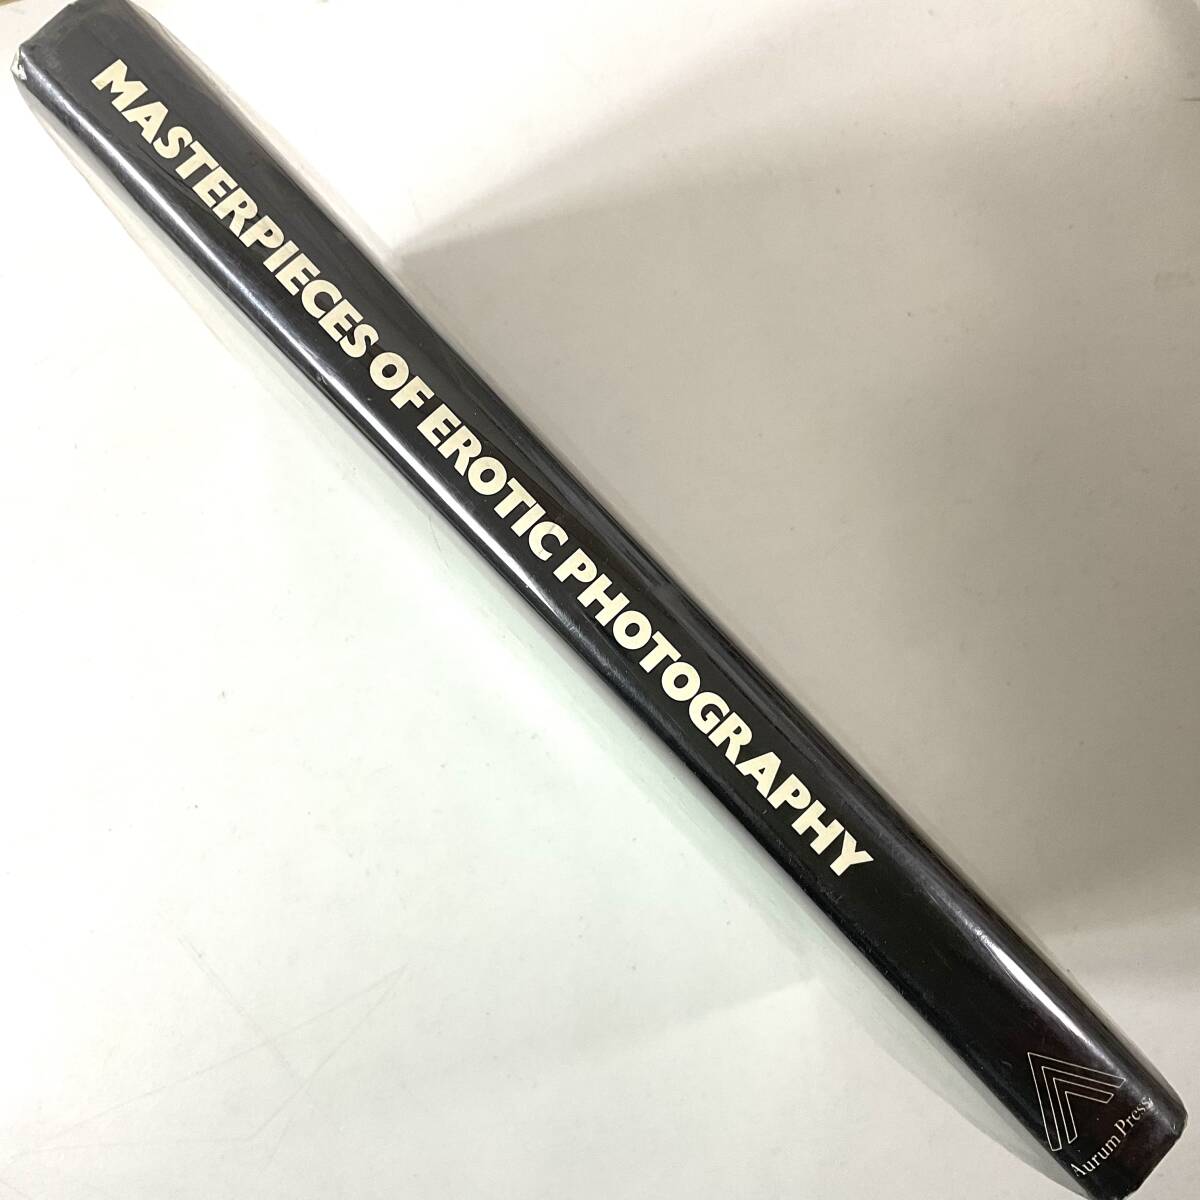 MASTERPIECES OF EROTIC PHOTOGRAPHY
Aurum Press